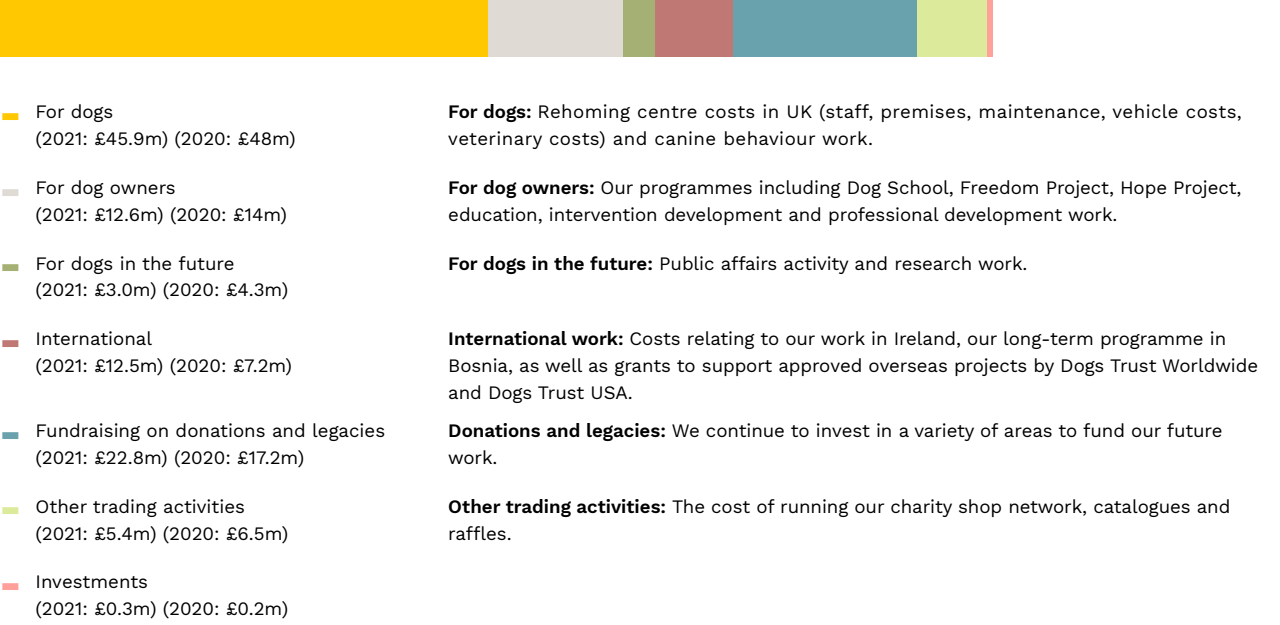 For dogs
(2021: £45.9m) (2020: £48m)
For dogs: Rehoming centre costs in UK (staff, premises, maintenance, vehicle costs,
veterinary costs) and canine behaviour work.
For dog owners
(2021: £12.6m) (2020: £14m)
For dog owners: Our programmes including Dog School, Freedom Project, Hope Project,
education, intervention development and professional development work.
For dogs in the future
(2021: £3.0m) (2020: £4.3m)
For dogs in the future: Public affairs activity and research work.
International
(2021: £12.5m) (2020: £7.2m)
International work: Costs relating to our work in Ireland, our long-term programme in
Bosnia, as well as grants to support approved overseas projects by Dogs Trust Worldwide
and Dogs Trust USA.
Fundraising on donations and legacies
(2021: £22.8m) (2020: £17.2m)
Donations and legacies: We continue to invest in a variety of areas to fund our future
work.
Other trading activities
(2021: £5.4m) (2020: £6.5m)
Other trading activities: The cost of running our charity shop network, catalogues and
raffles.
Investments
(2021: £0.3m) (2020: £0.2m)